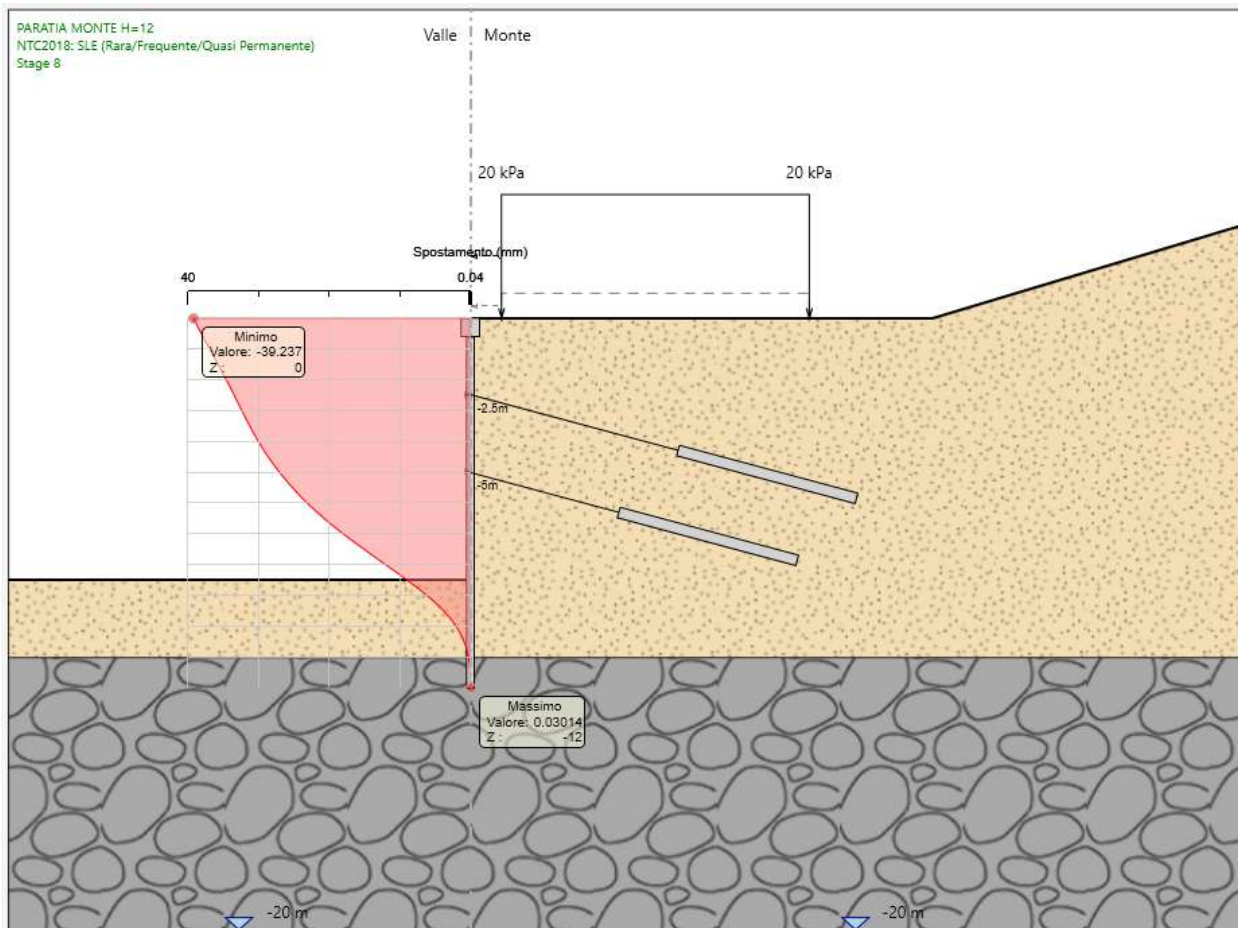 PARATIA MONTE H=12
NTC2018: SLE (Rara/Frequente/Quasi Permanente)
Stage 8
Valle Monte
20 kPa 20 kPa
Spostamento (mm)
40 0.04
Minimo
Valore: -39.237
Z : 0
-2.5m
-5m
Massimo
Valore: 0.03014
Z : -12
-20 m -20 m